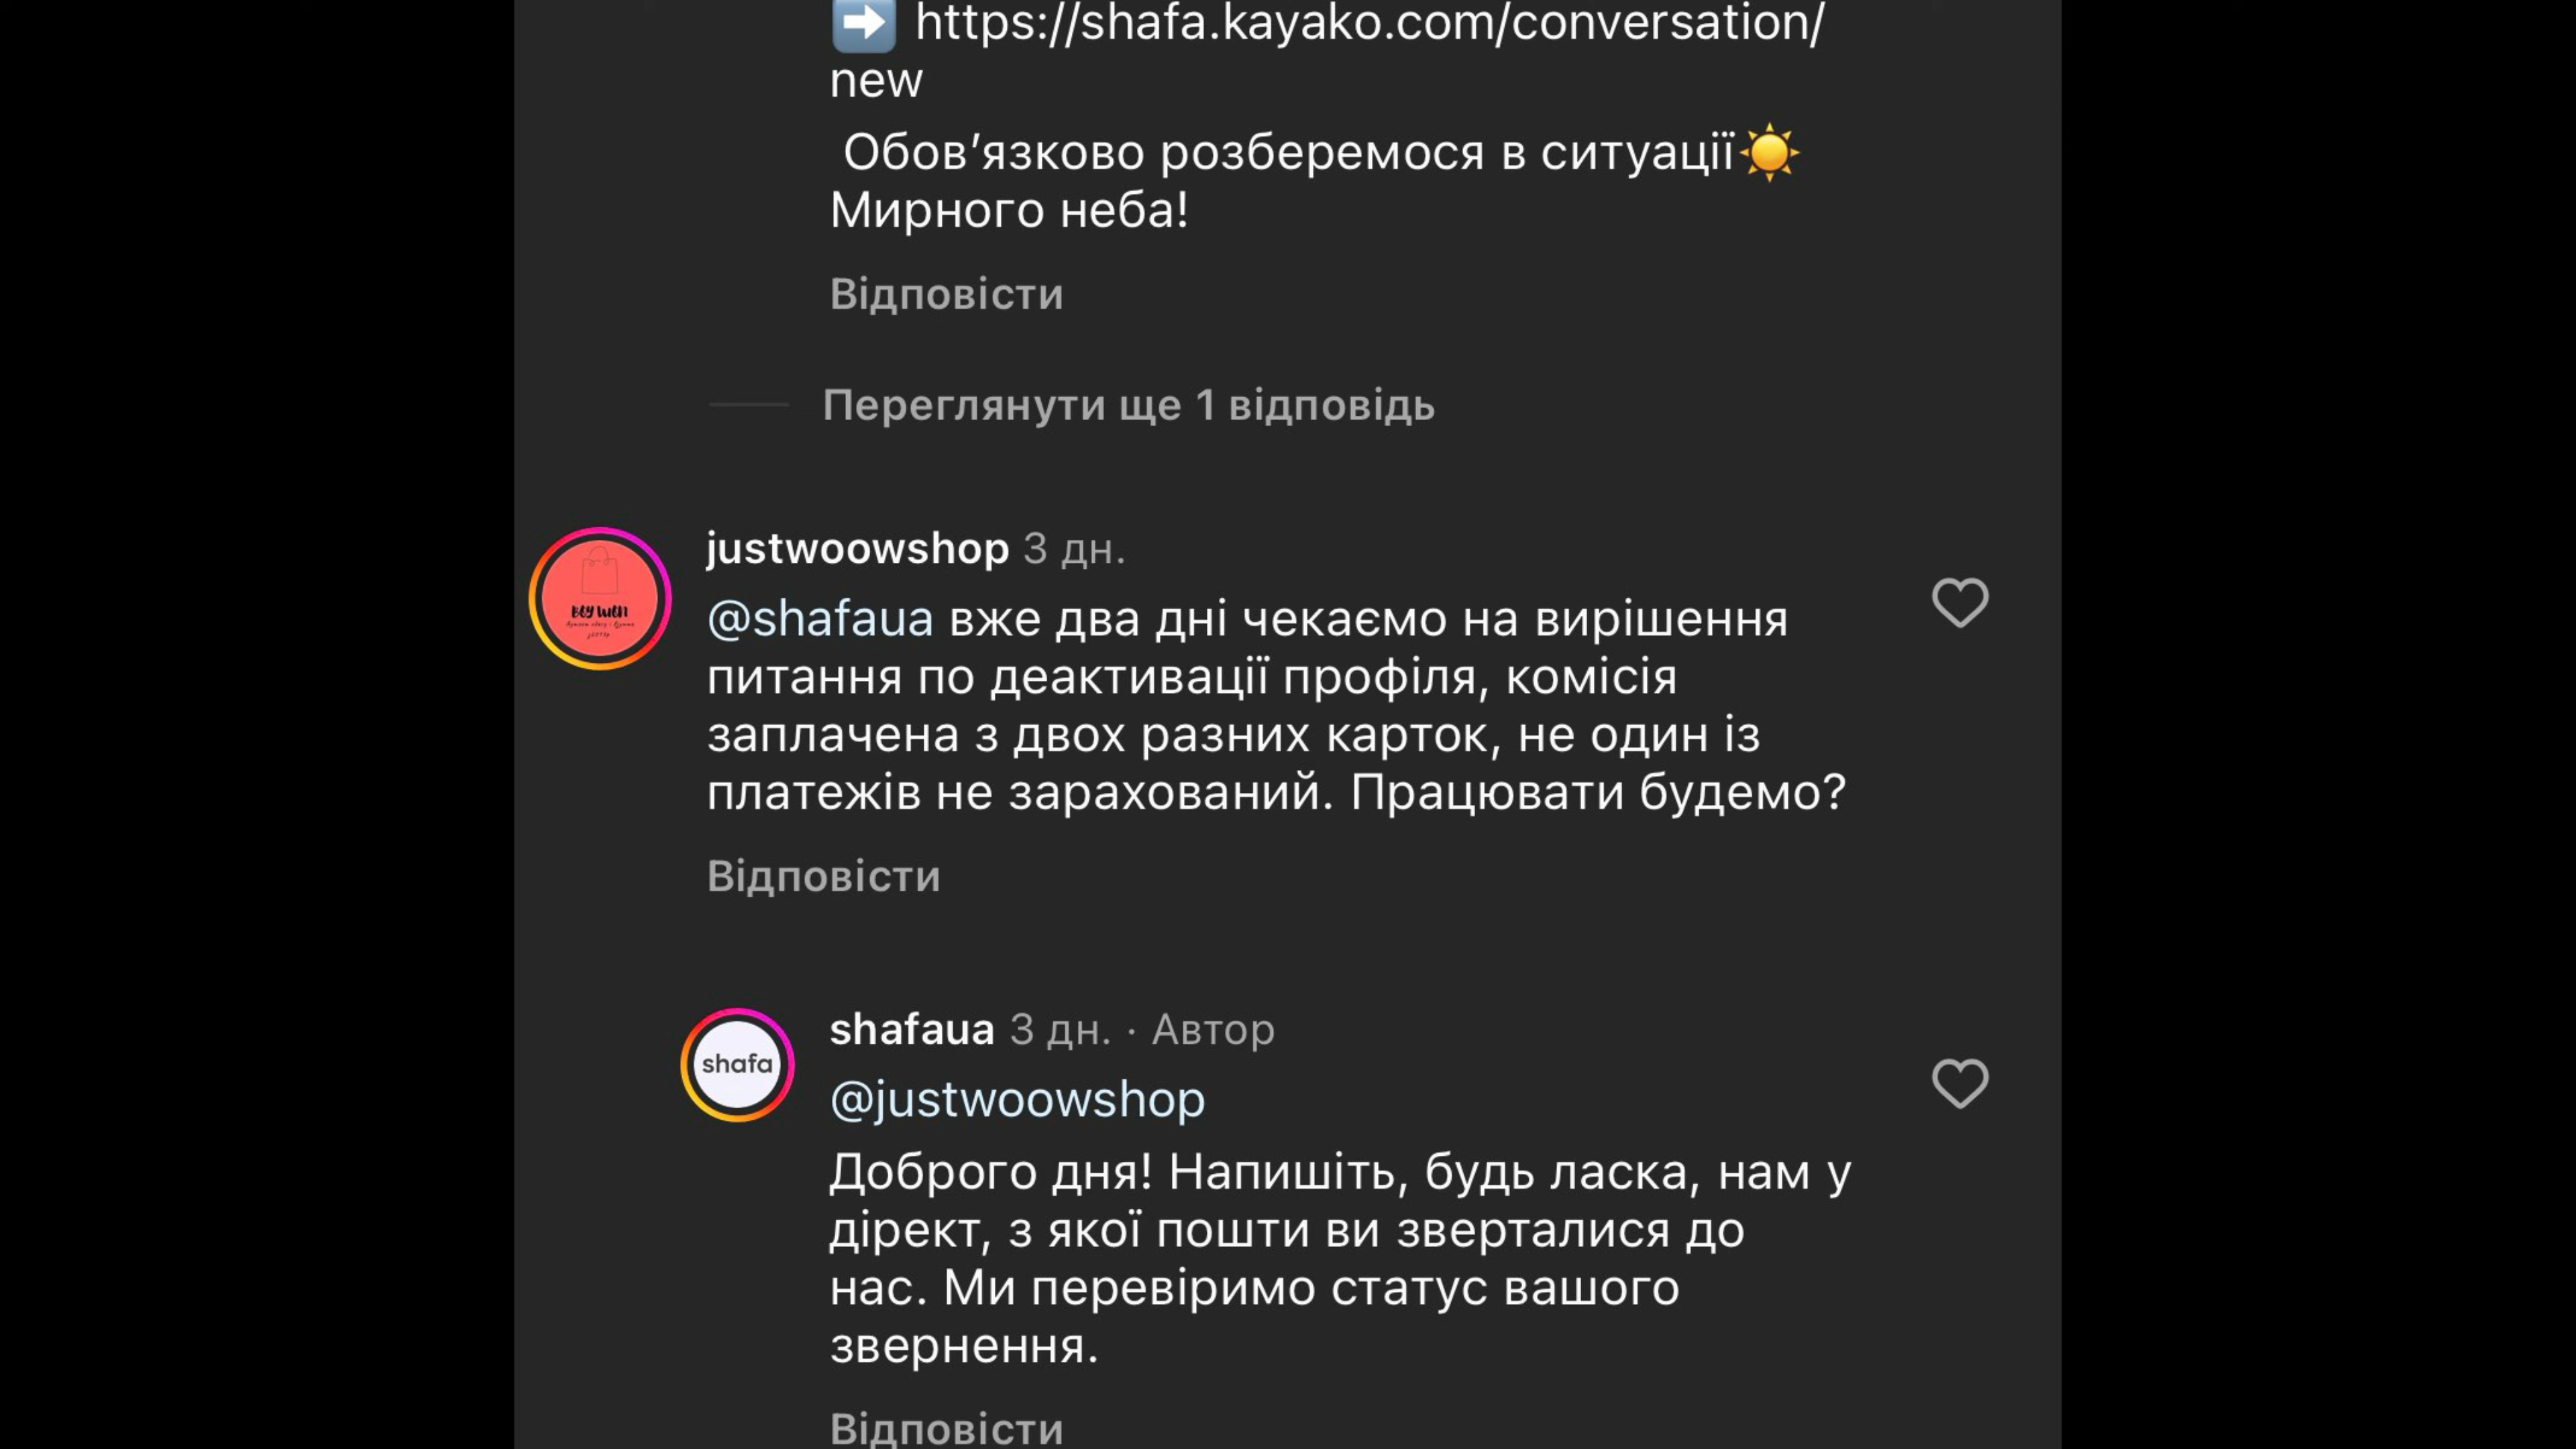 ➡️ https://shafa.kayako.com/conversation/
new
Обов’язково розберемося в ситуації☀️
Мирного неба!
Відповісти
Переглянути ще 1 відповідь
justwoowshop 3 дн.
@shafaua вже два дні чекаємо на вирішення
питання по деактивації профіля, комісія
заплачена з двох разних карток, не один із
платежів не зарахований. Працювати будемо?
Відповісти
shafa
shafaua 3 дн. · Автор
@justwoowshop
Доброго дня! Напишіть, будь ласка, нам у
дірект, з якої пошти ви зверталися до
нас. Ми перевіримо статус вашого
звернення.
Відповісти